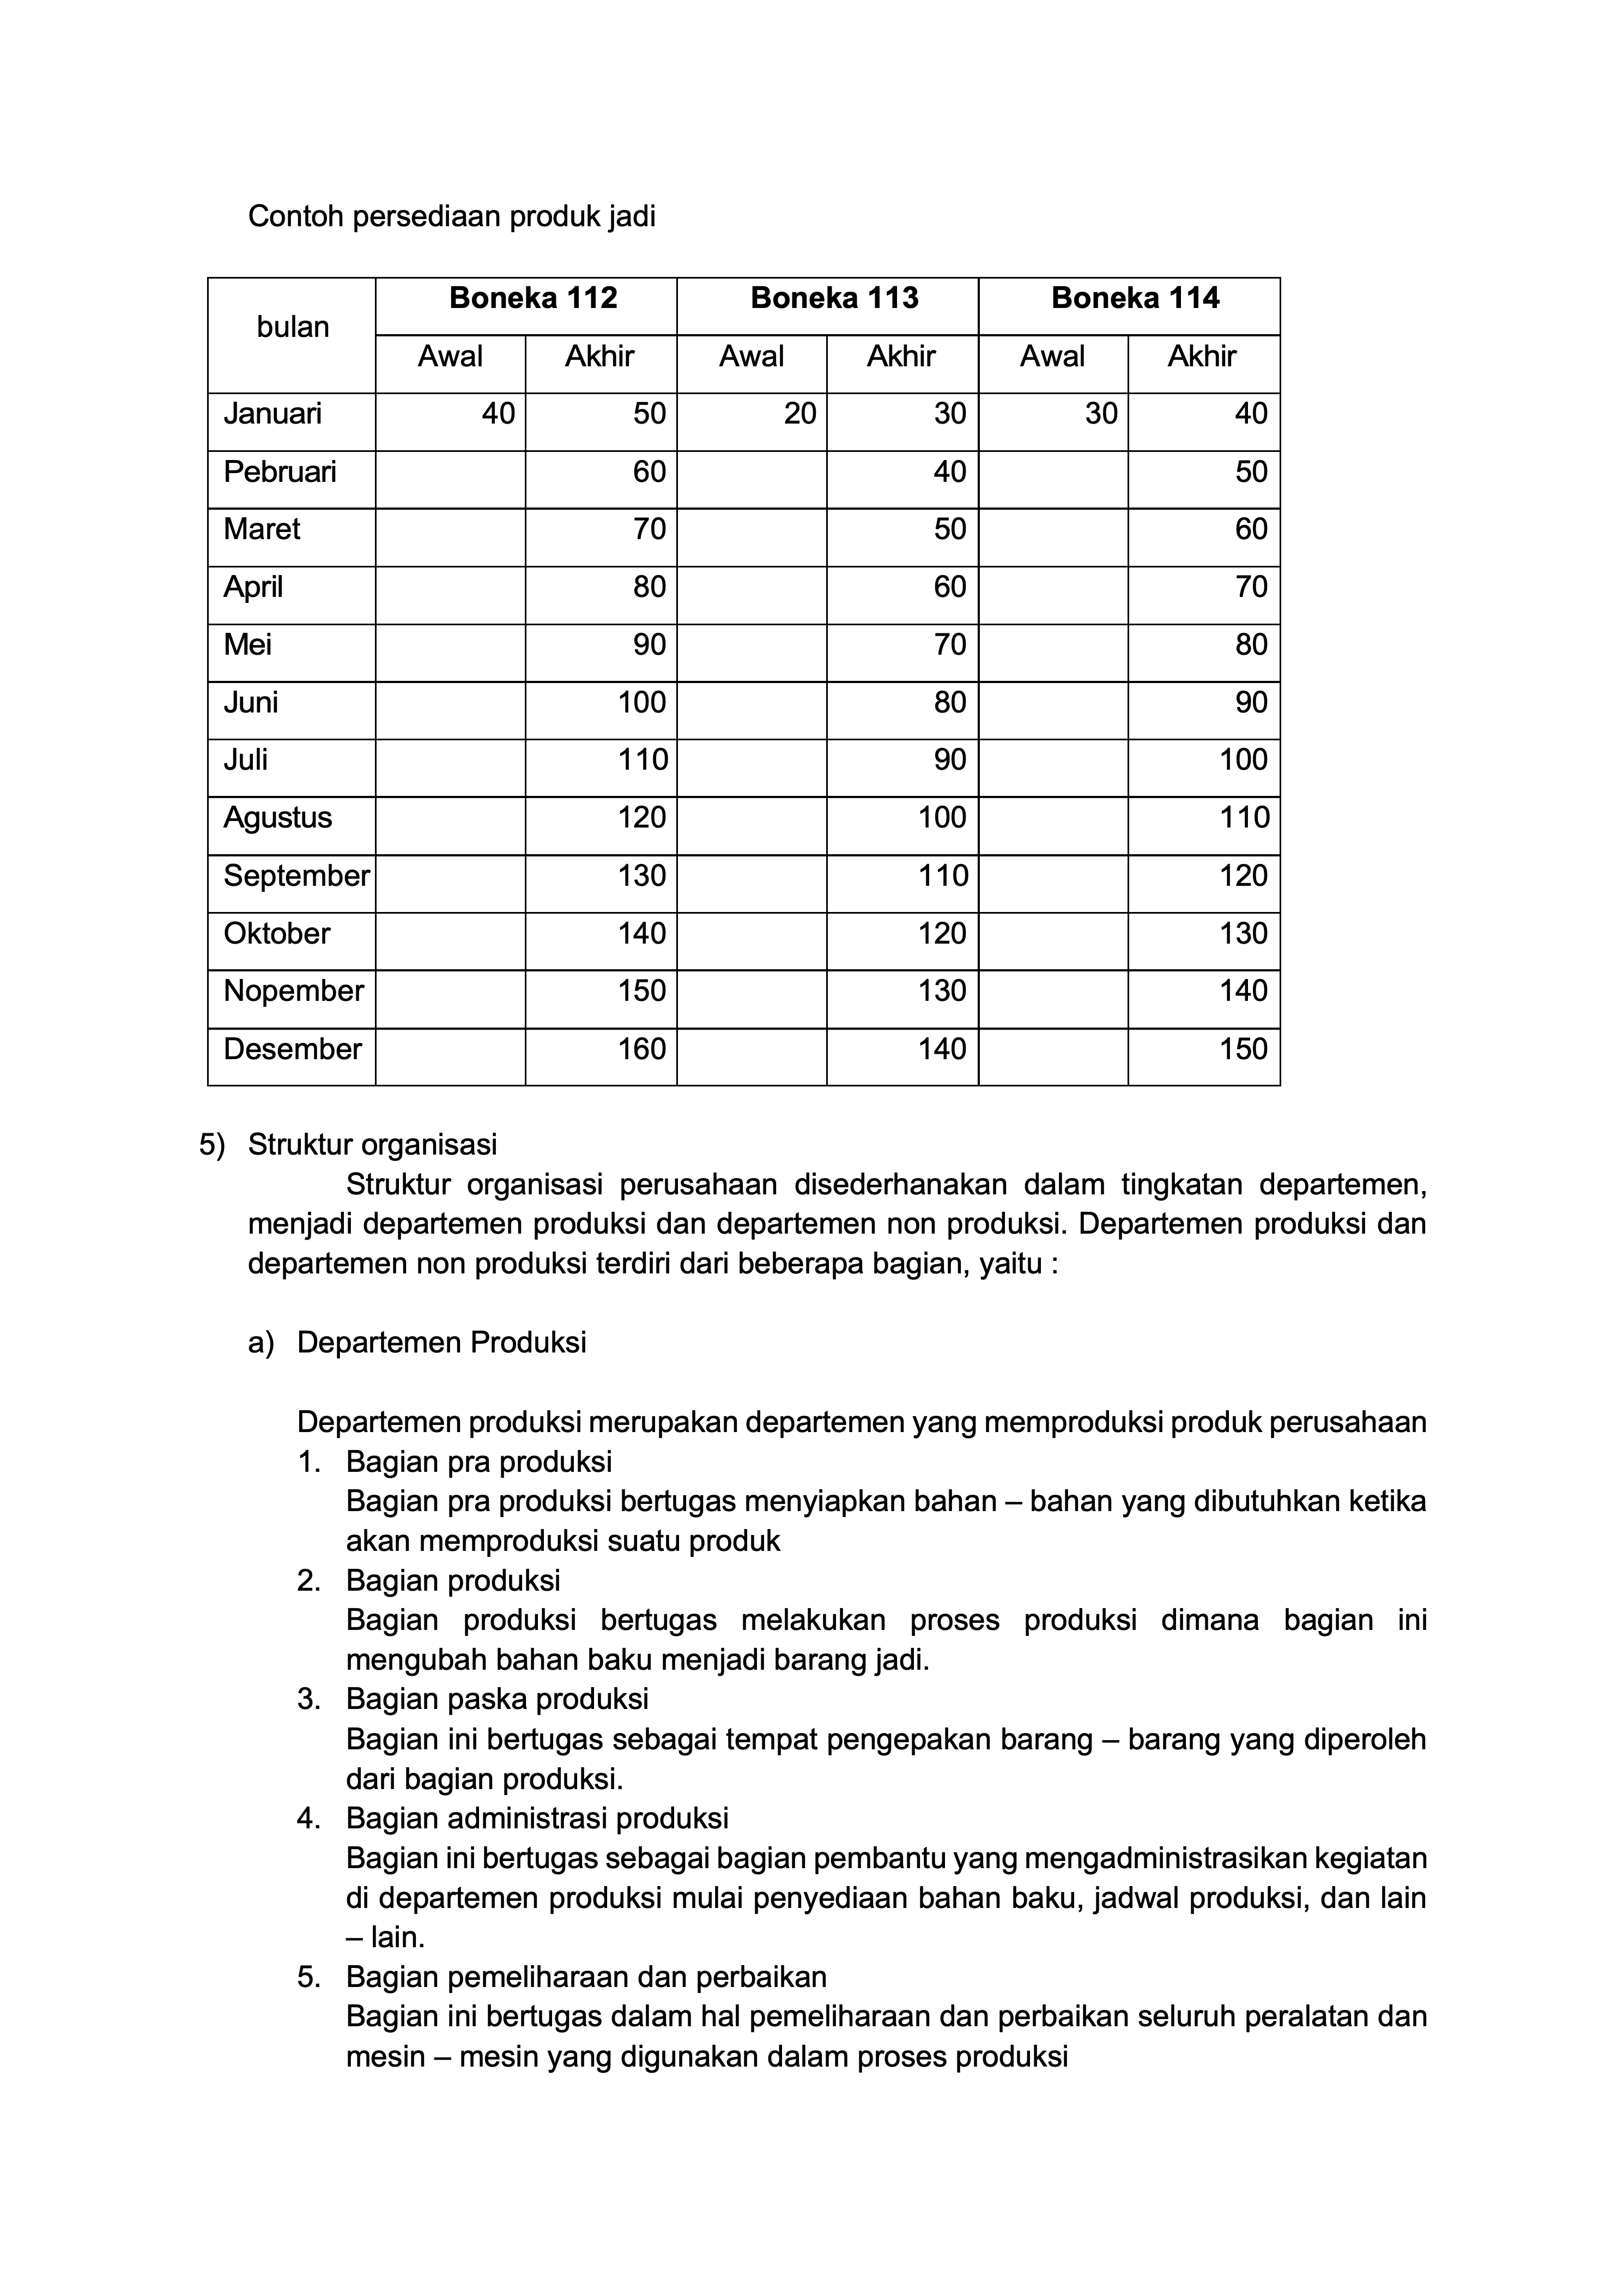 Contoh persediaan produk jadi
bulan Boneka 112 Boneka 113 Boneka 114
Awal Akhir Awal Akhir Awal Akhir
Januari 40 50 20 30 30 40
Pebruari 60 40 50
Maret 70 50 60
April 80 60 70
Mei 90 70 80
Juni 100 80 90
Juli 110 90 100
Agustus 120 100 110
September 130 110 120
Oktober 140 120 130
Nopember 150 130 140
Desember 160 140 150
5) Struktur organisasi
Struktur organisasi perusahaan disederhanakan dalam tingkatan departemen,
menjadi departemen produksi dan departemen non produksi. Departemen produksi dan
departemen non produksi terdiri dari beberapa bagian, yaitu :
a) Departemen Produksi
Departemen produksi merupakan departemen yang memproduksi produk perusahaan
1. Bagian pra produksi
Bagian pra produksi bertugas menyiapkan bahan – bahan yang dibutuhkan ketika
akan memproduksi suatu produk
2. Bagian produksi
Bagian produksi bertugas melakukan proses produksi dimana bagian ini
mengubah bahan baku menjadi barang jadi.
3. Bagian paska produksi
Bagian ini bertugas sebagai tempat pengepakan barang – barang yang diperoleh
dari bagian produksi.
4. Bagian administrasi produksi
Bagian ini bertugas sebagai bagian pembantu yang mengadministrasikan kegiatan
di departemen produksi mulai penyediaan bahan baku, jadwal produksi, dan lain
– lain.
5. Bagian pemeliharaan dan perbaikan
Bagian ini bertugas dalam hal pemeliharaan dan perbaikan seluruh peralatan dan
mesin – mesin yang digunakan dalam proses produksi